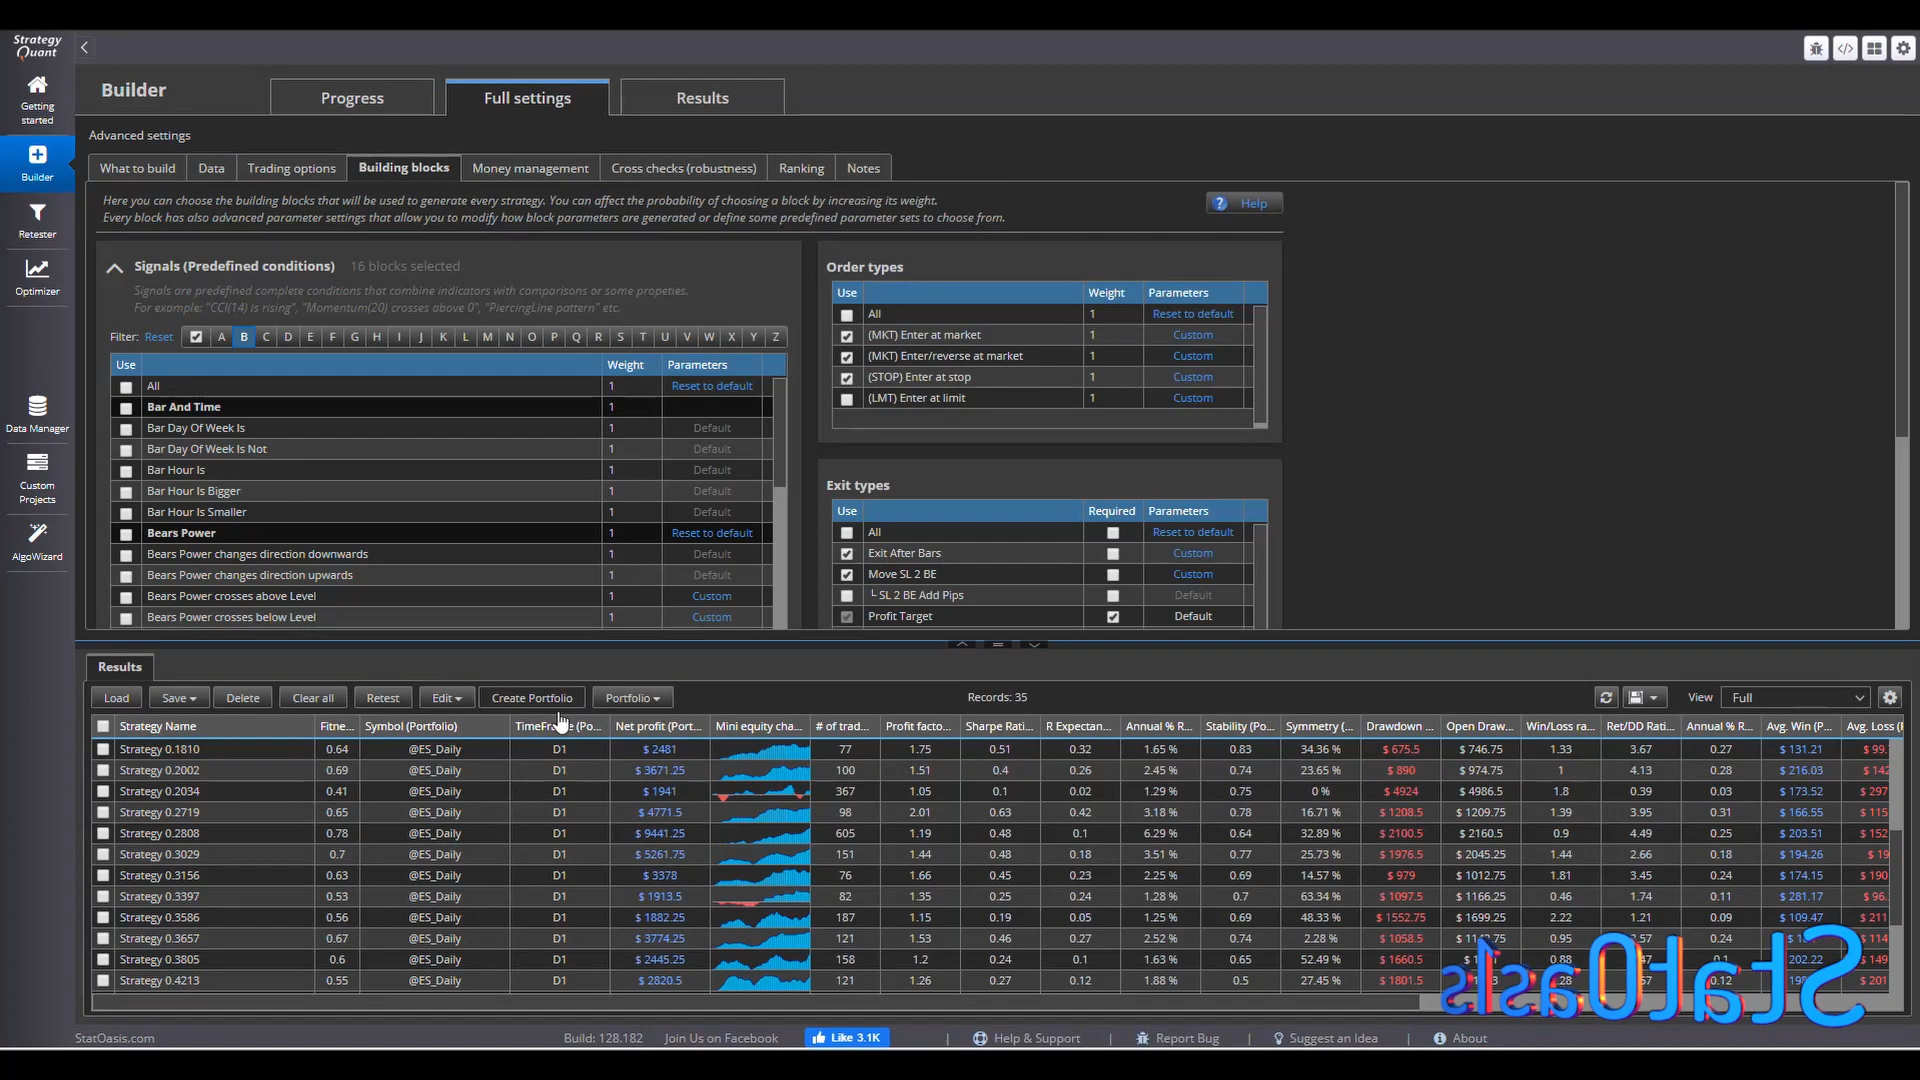 Strategy
Quant
Getting
started
Builder
Retester
Optimizer
Data Manager
Custom
Projects
AlgoWizard
Builder
Progress
Full settings
Results
Advanced settings
What to build
Data
Trading options
Building blocks
Money management
Cross checks (robustness)
Ranking
Notes
Here you can choose the building blocks that will be used to generate every strategy. You can affect the probability of choosing a block by increasing its weight.
Every block has also advanced parameter settings that allow you to modify how block parameters are generated or define some predefined parameter sets to choose from.
? Help
Signals (Predefined conditions) 16 blocks selected
Signals are predefined complete conditions that combine indicators with comparisons or some propeties.
For example: "CCI(14) is rising", "Momentum(20) crosses above 0", "PiercingLine pattern" etc.
Filter: Reset A B C D E F G H I J K L M N O P Q R S T U V W X Y Z
Use Weight Parameters
All 1 Reset to default
Bar And Time 1
Bar Day Of Week Is 1 Default
Bar Day Of Week Is Not 1 Default
Bar Hour Is 1 Default
Bar Hour Is Bigger 1 Default
Bar Hour Is Smaller 1 Default
Bears Power 1 Reset to default
Bears Power changes direction downwards 1 Default
Bears Power changes direction upwards 1 Default
Bears Power crosses above Level 1 Custom
Bears Power crosses below Level 1 Custom
Order types
Use Weight Parameters
All 1 Reset to default
(MKT) Enter at market 1 Custom
(MKT) Enter/reverse at market 1 Custom
(STOP) Enter at stop 1 Custom
(LMT) Enter at limit 1 Custom
Exit types
Use Required Parameters
All Reset to default
Exit After Bars Custom
Move SL 2 BE Custom
SL 2 BE Add Pips Default
Profit Target Default
Results
Load Save Delete Clear all Retest Edit Create Portfolio Portfolio Records: 35 View Full
Strategy Name Fitne... Symbol (Portfolio) (Po... Net profit (Port... Mini equity cha... # of trad... Profit facto... Sharpe Rati... R Expectan... Annual % R... Stability (Po... Symmetry (... Drawdown ... Open Draw... Win/Loss ra... Ret/DD Rati... Annual % R... Avg. Win (P... Avg. Loss (
Strategy 0.1810 0.64 @ES_Daily D1 $ 2481 77 1.75 0.51 0.32 1.65 % 0.83 34.36 % $ 675.5 $ 746.75 1.33 3.67 0.27 $ 131.21 $ 99.
Strategy 0.2002 0.69 @ES_Daily D1 $ 3671.25 100 1.51 0.4 0.26 2.45 % 0.74 23.65 % $ 890 $ 974.75 1 4.13 0.28 $ 216.03 $ 142
Strategy 0.2034 0.41 @ES_Daily D1 $ 1941 367 1.05 0.1 0.02 1.29 % 0.75 0 % $ 4924 $ 4986.5 1.8 0.39 0.03 $ 173.52 $ 297
Strategy 0.2719 0.65 @ES_Daily D1 $ 4771.5 98 2.01 0.63 0.42 3.18 % 0.78 16.71 % $ 1208.5 $ 1209.75 1.39 3.95 0.31 $ 166.55 $ 115
Strategy 0.2808 0.78 @ES_Daily D1 $ 9441.25 605 1.19 0.48 0.1 6.29 % 0.64 32.89 % $ 2100.5 $ 2160.5 0.9 4.49 0.25 $ 203.51 $ 152
Strategy 0.3029 0.7 @ES_Daily D1 $ 5261.75 151 1.44 0.48 0.18 3.51 % 0.77 25.73 % $ 1976.5 $ 2045.25 1.44 2.66 0.18 $ 194.26 $ 19
Strategy 0.3156 0.63 @ES_Daily D1 $ 3378 76 1.66 0.45 0.23 2.25 % 0.75 14.57 % $ 979 $ 1012.75 1.81 3.45 0.24 $ 174.15 $ 190
Strategy 0.3397 0.53 @ES_Daily D1 $ 1913.5 82 1.35 0.25 0.24 1.28 % 0.7 63.34 % $ 1097.5 $ 1166.25 0.46 1.74 0.11 $ 281.17 $ 96.
Strategy 0.3586 0.56 @ES_Daily D1 $ 1882.25 187 1.15 0.19 0.05 1.25 % 0.69 48.33 % $ 1552.75 $ 1699.25 2.22 1.21 0.09 $ 109.47 $ 211
Strategy 0.3657 0.67 @ES_Daily D1 $ 3774.25 121 1.53 0.46 0.27 2.52 % 0.74 2.28 % $ 1058.5 0.95 0.24 $ 114
Strategy 0.3805 0.6 @ES_Daily D1 $ 2445.25 158 1.2 0.24 0.1 1.63 % 0.65 52.49 % $ 1660.5 0.88 0.1 202.22 $ 149
Strategy 0.4213 0.55 @ES_Daily D1 $ 2820.5 121 1.26 0.27 0.12 1.88 % 0.5 27.45 % $ 1801.5 0.12 $ 201
StatOasis
StatOasis.com Build: 128.182 Join Us on Facebook Like 3.1K Help & Support Report Bug Suggest an Idea About